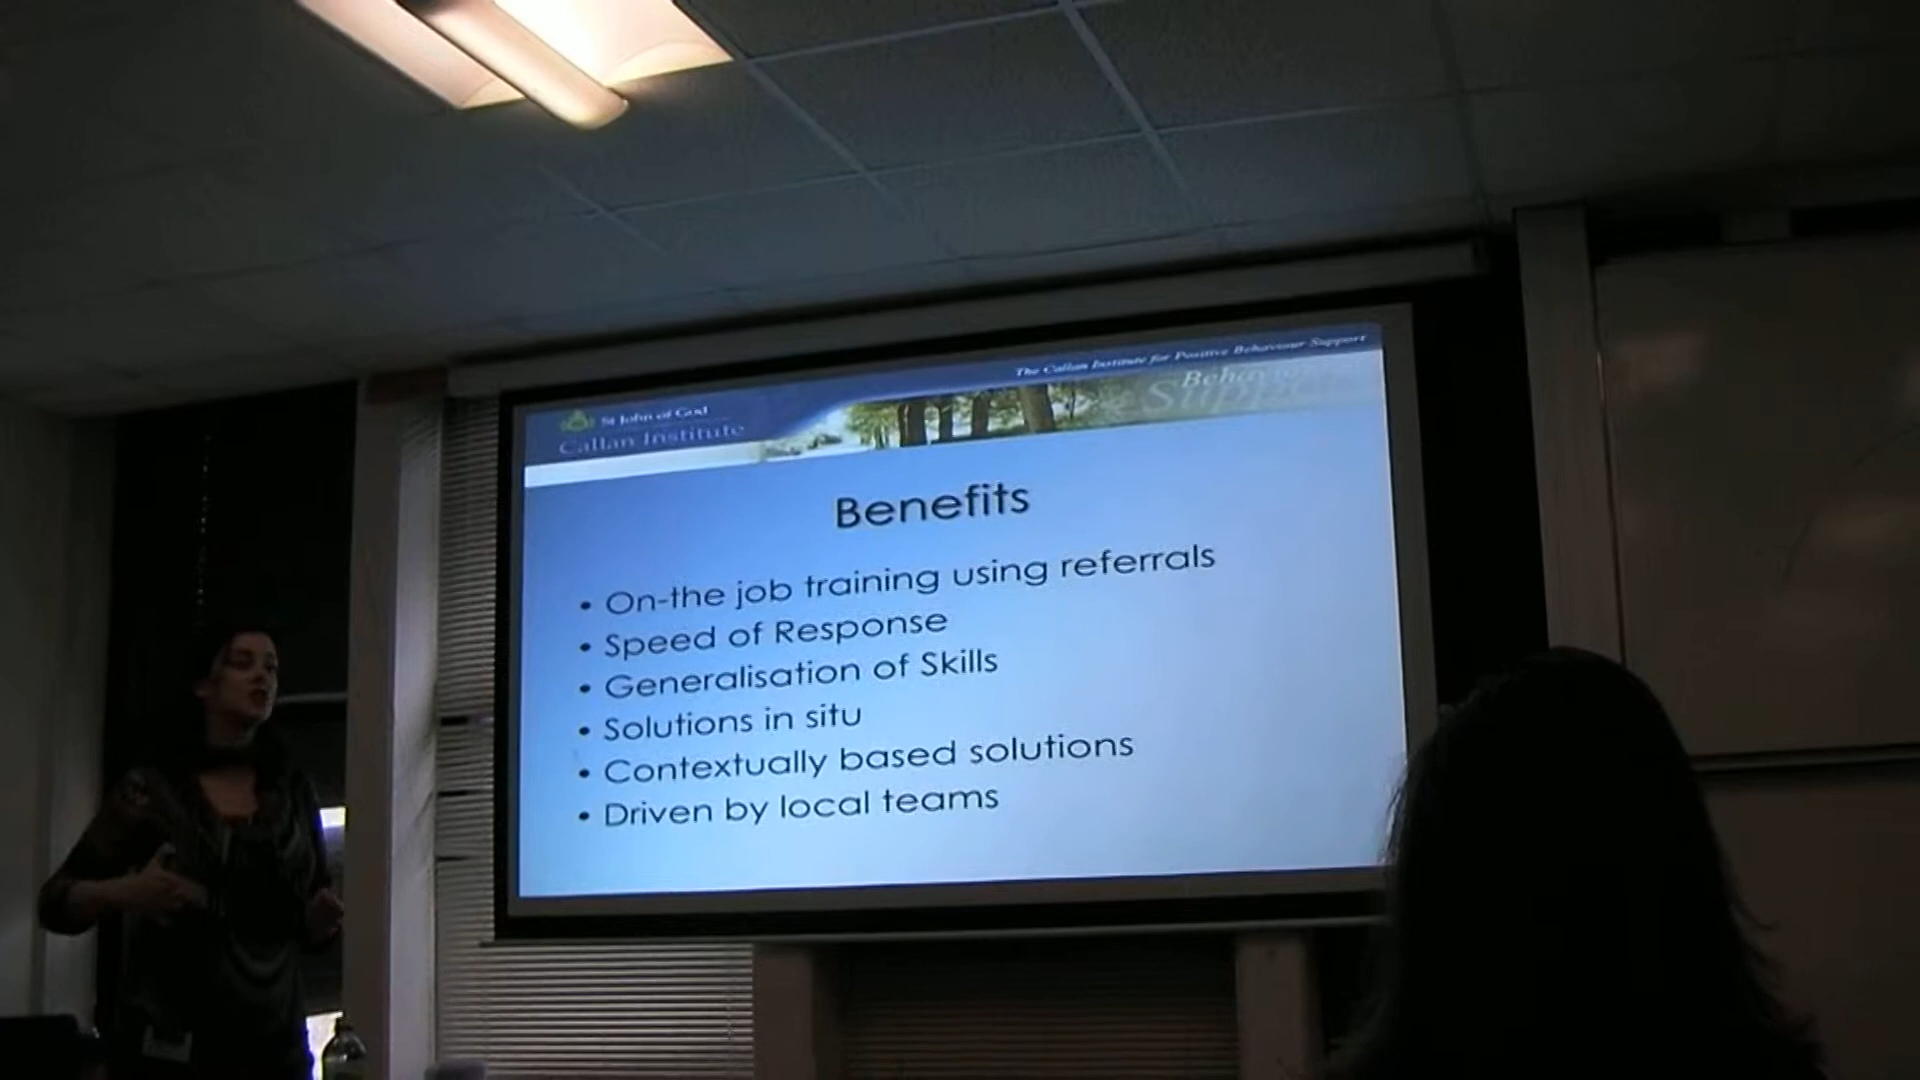 The Callan Institute for Positive Behaviour Support
St John of God
Callan Institute
Support
Benefits
• On-the job training using referrals
• Speed of Response
• Generalisation of Skills
• Solutions in situ
• Contextually based solutions
• Driven by local teams